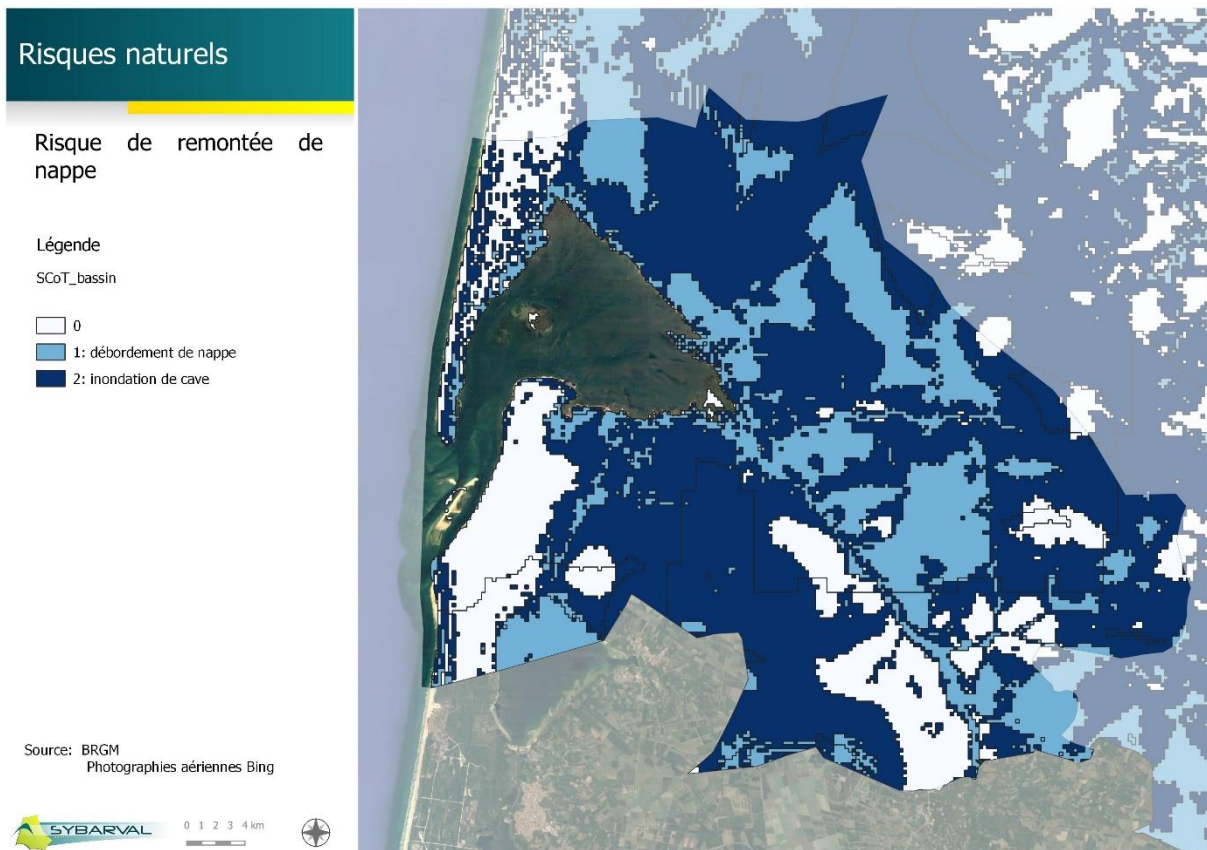 Risques naturels
Risque de remontée de
nappe
Légende
SCoT_bassin
0
1: débordement de nappe
2: inondation de cave
Source: BRGM
Photographies aériennes Bing
SYBARVAL
0 1 2 3 4 km